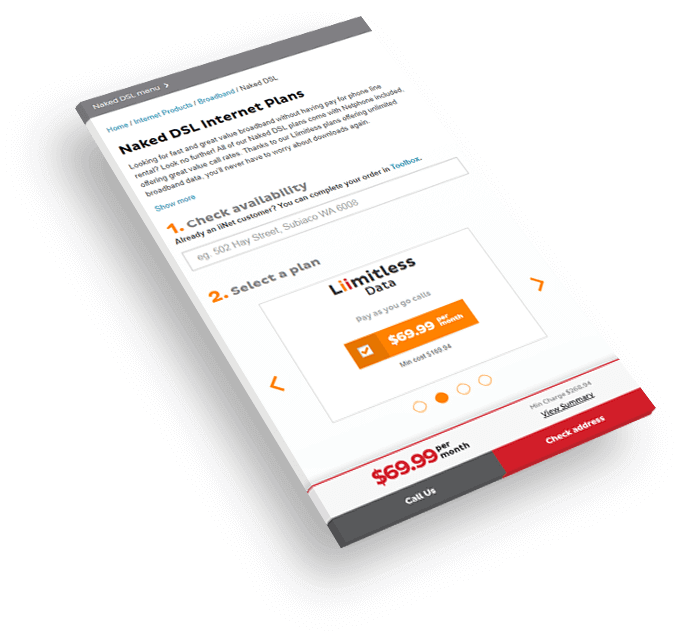 Naked DSL menu >
Home / Internet Products / Broadband / Naked DSL
Naked DSL Internet Plans
Looking for fast and great value broadband without having pay for phone line
rental? Look no further! All of our Naked DSL plans come with Netphone included,
offering great value call rates. Thanks to our Liimitless plans offering unlimited
broadband data, you'll never have to worry about downloads again.
Show more
1. Check availability
Already an iiNet customer? You can complete your order in Toolbox.
eg. 502 Hay Street, Subiaco WA 6008
2. Select a plan
Liimitless
Data
Pay as you go calls
$69.99 per month
Min cost $169.94
$69.99 per month
Min Charge $268.94
View Summary
Call Us
Check address